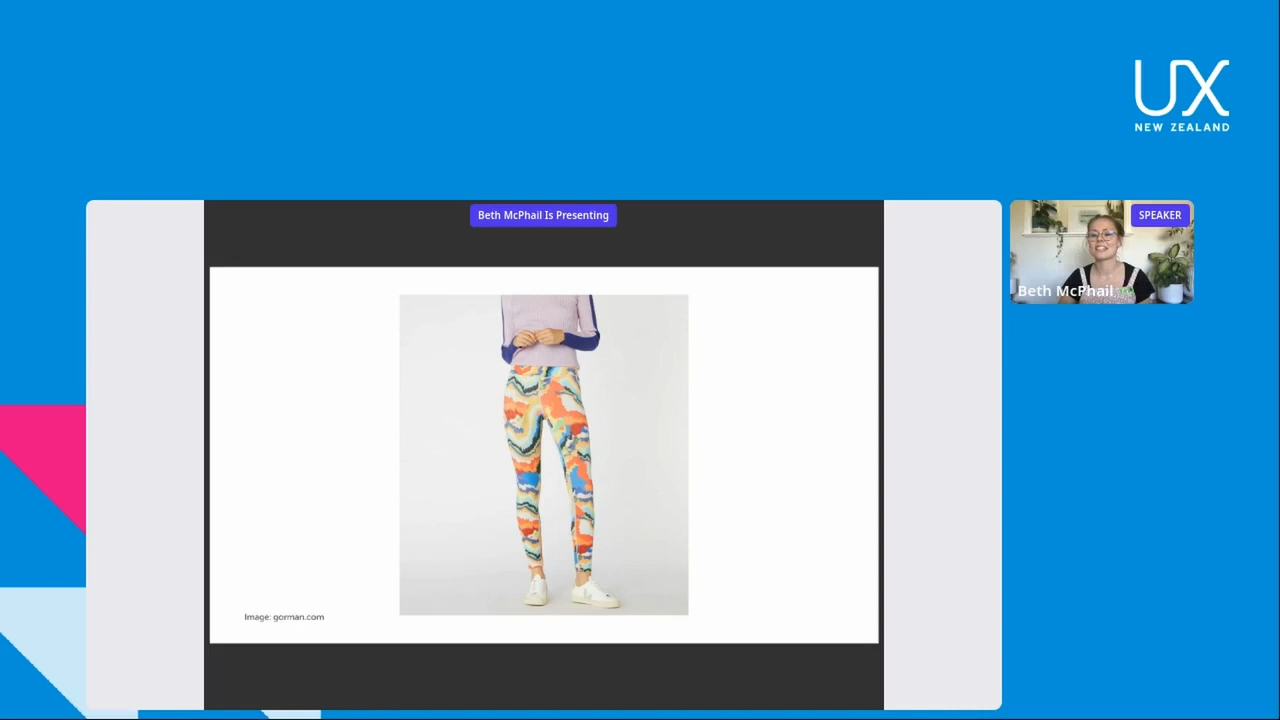 UX
NEW ZEALAND
Beth McPhail Is Presenting
SPEAKER
Beth McPhail
Image: gorman.com